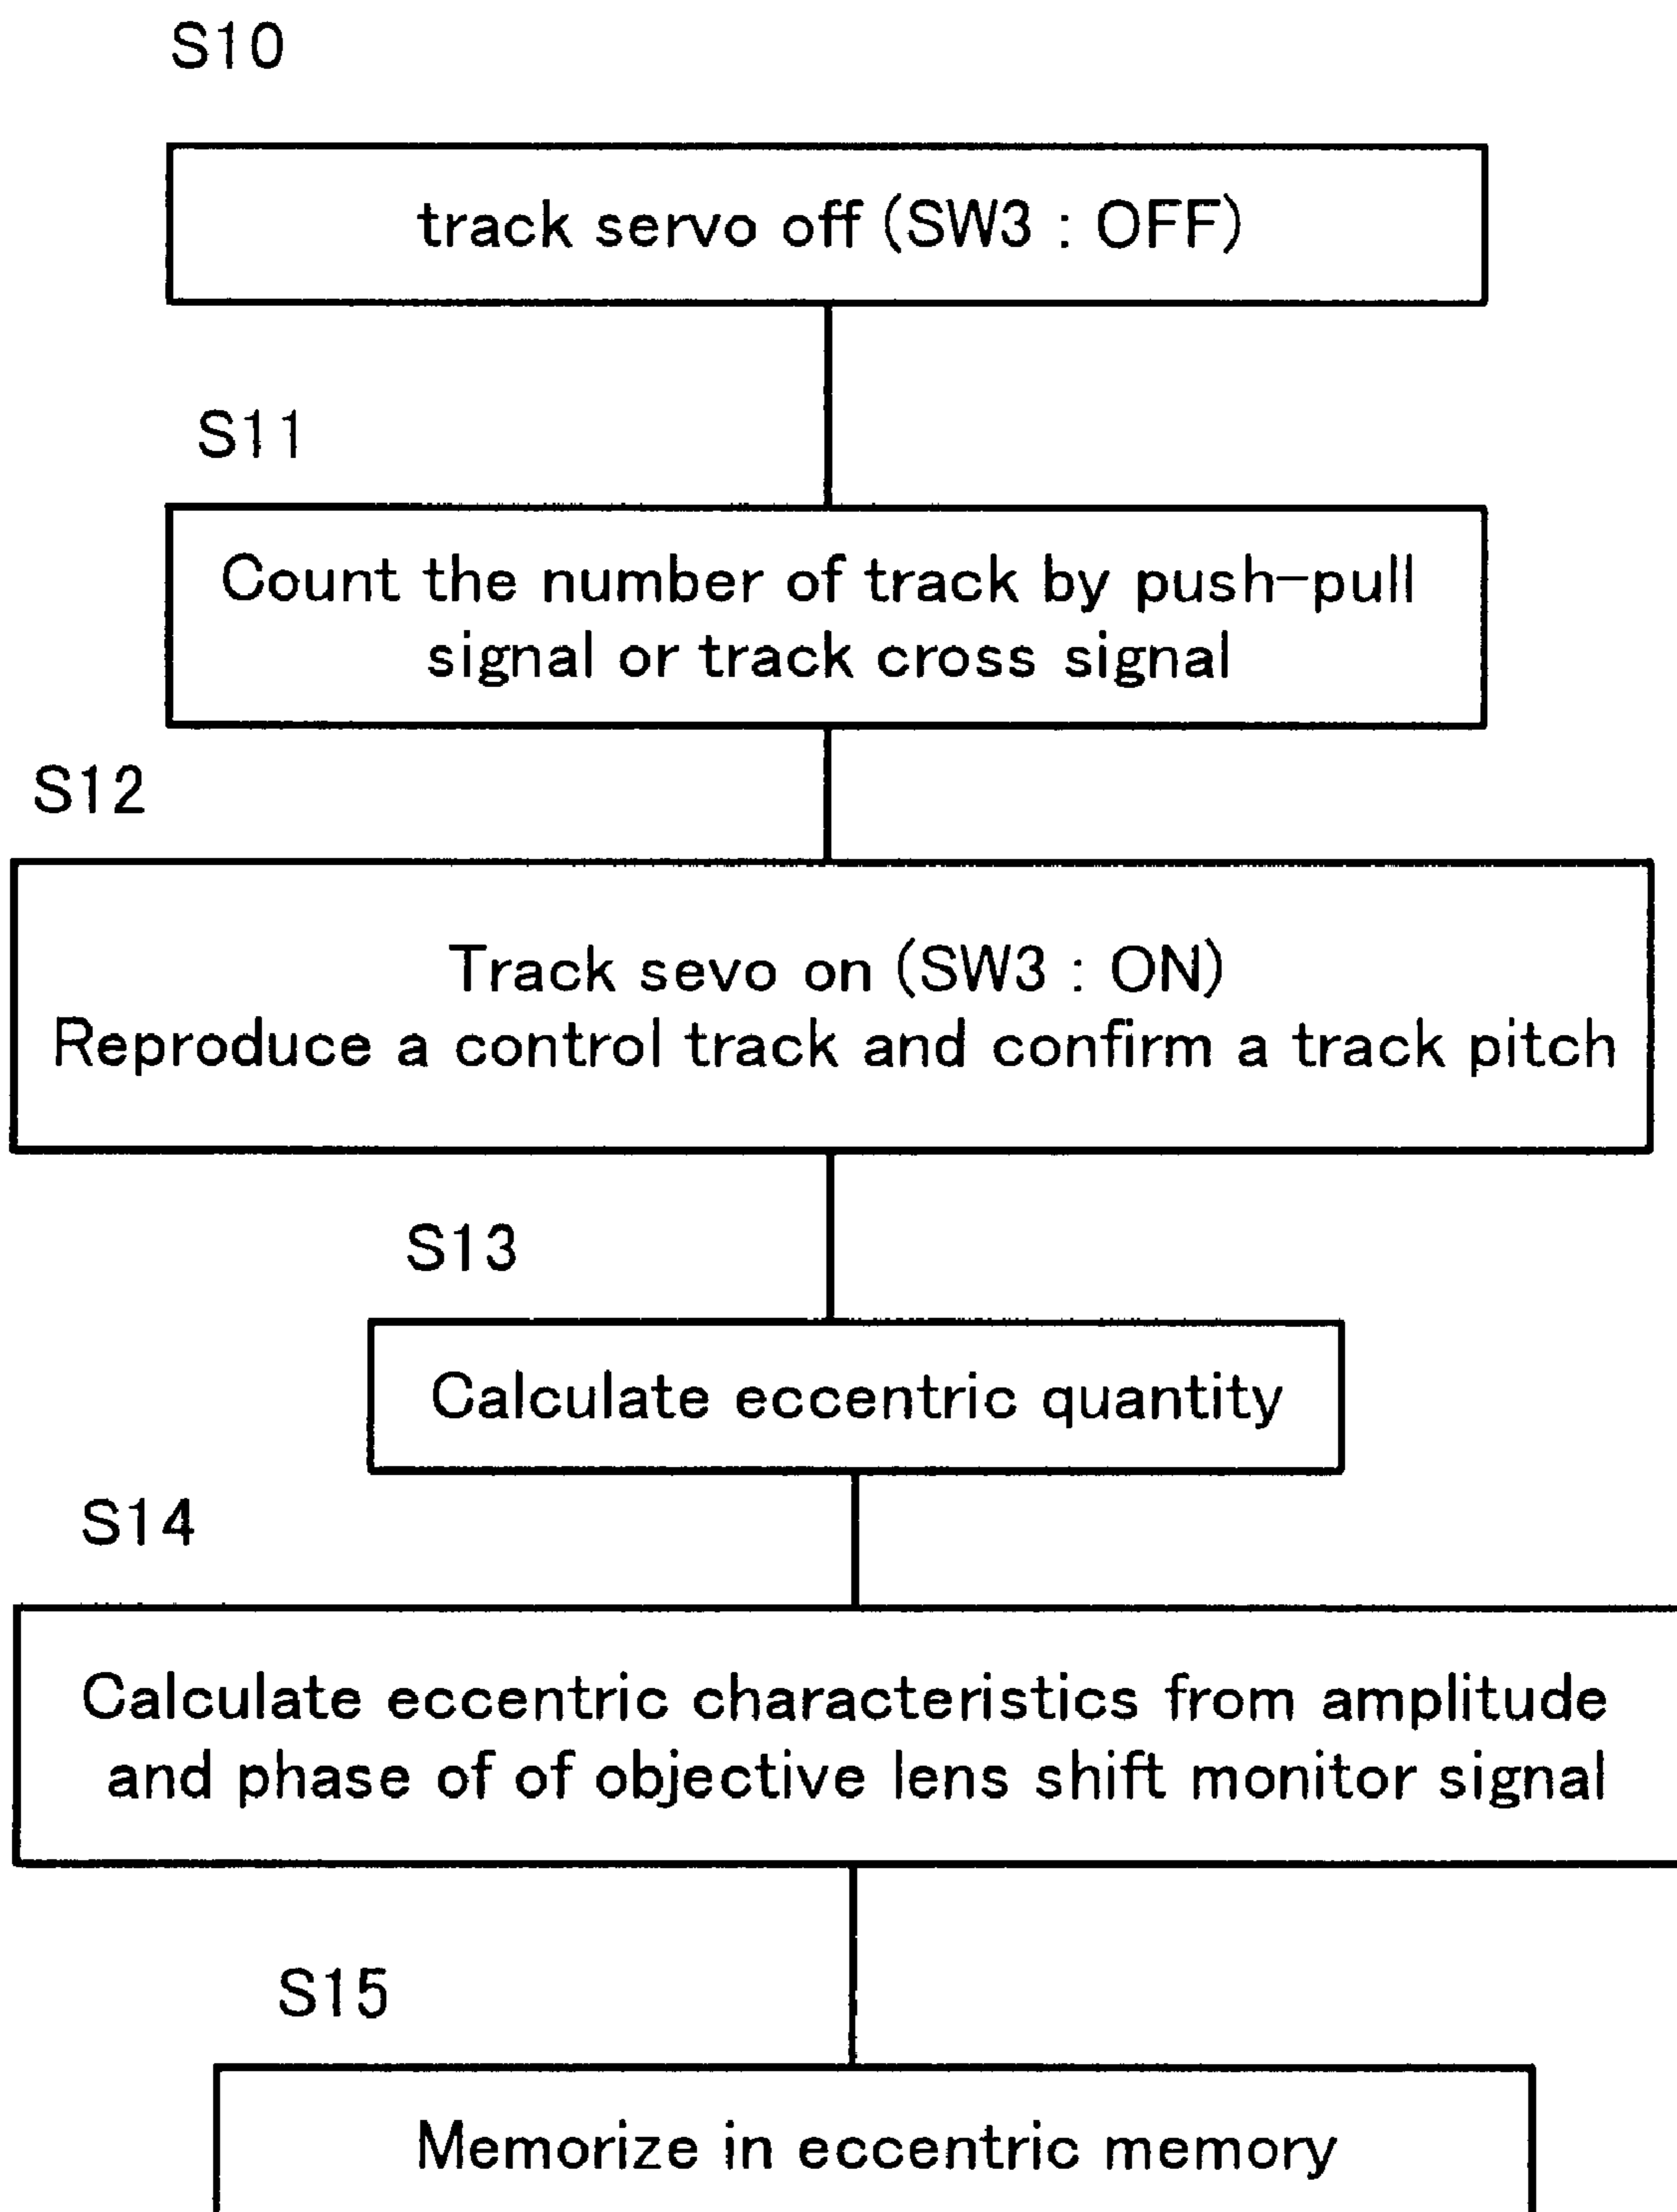 S10
track servo off (SW3 : OFF)
S11
Count the number of track by push-pull
signal or track cross signal
S12
Track sevo on (SW3 : ON)
Reproduce a control track and confirm a track pitch
S13
Calculate eccentric quantity
S14
Calculate eccentric characteristics from amplitude
and phase of of objective lens shift monitor signal
S15
Memorize in eccentric memory